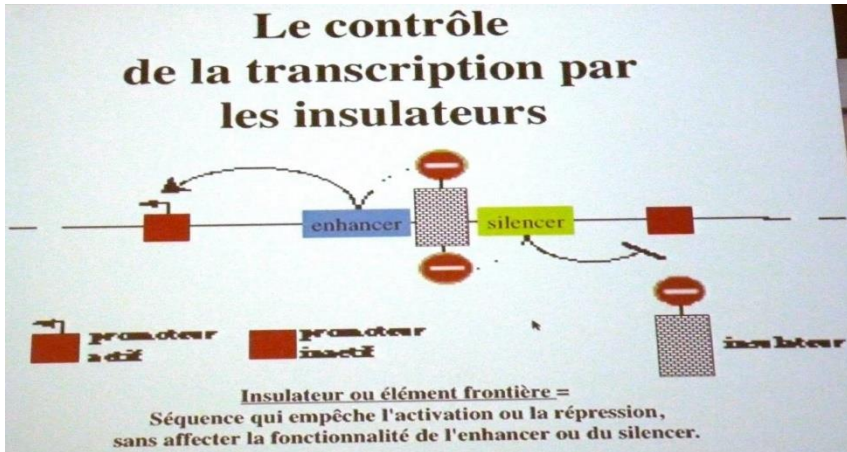 Le contrôle
de la transcription par
les insulateurs
enhancer
silencer
promoteur
actif
promoteur
inactif
insulateur
Insulateur ou élément frontière =
Séquence qui empêche l'activation ou la répression,
sans affecter la fonctionnalité de l'enhancer ou du silencer.